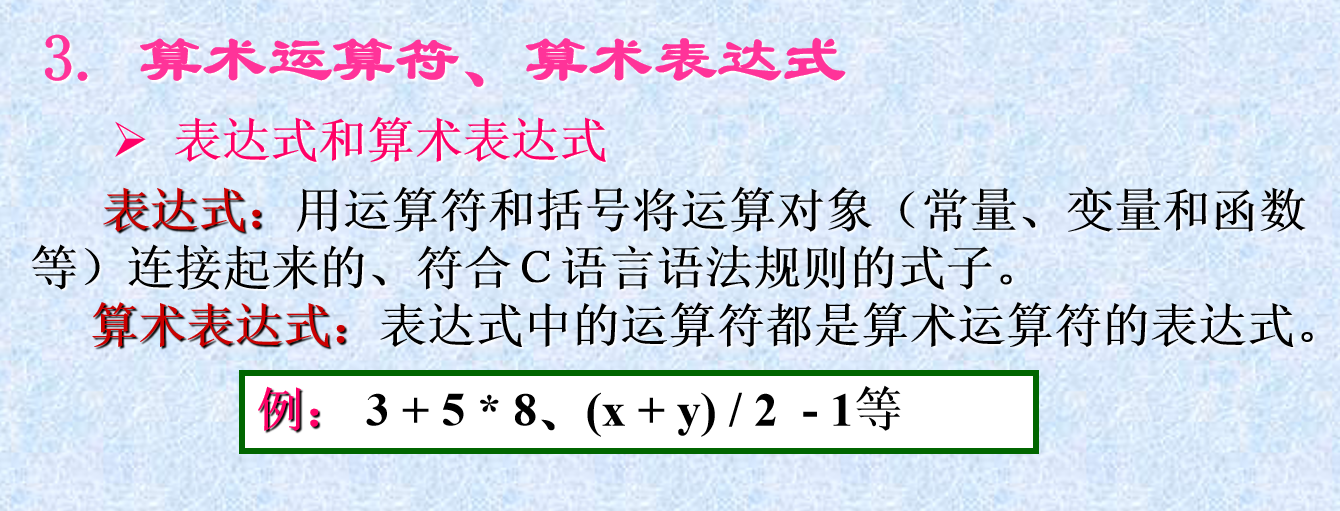 3. 算术运算符、算术表达式
➢ 表达式和算术表达式
表达式：用运算符和括号将运算对象（常量、变量和函数
等）连接起来的、符合C语言语法规则的式子。
算术表达式：表达式中的运算符都是算术运算符的表达式。
例： 3 + 5 * 8、(x + y) / 2 - 1等